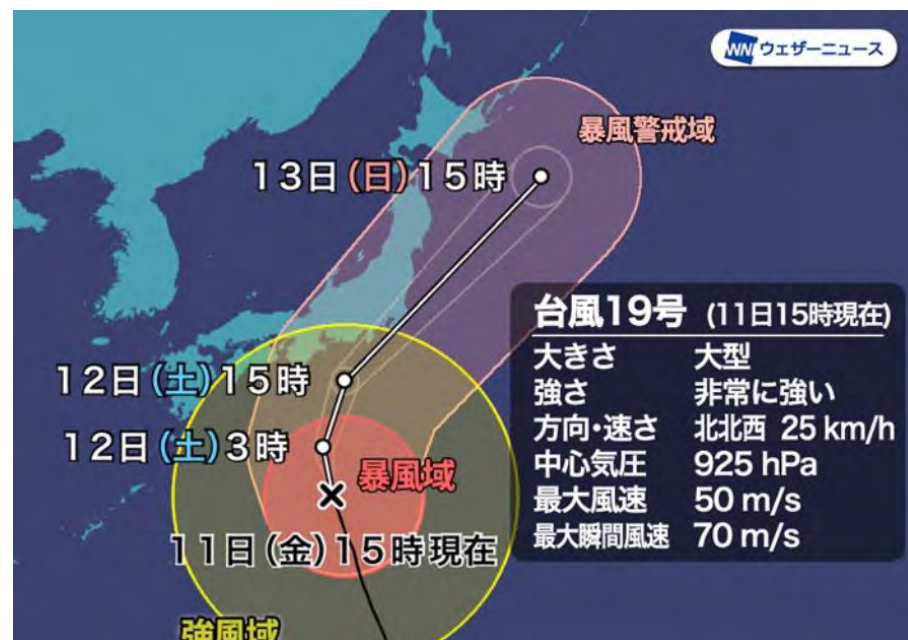 WNI ウェザーニュース
暴風警戒域
13日(日)15時
台風19号 (11日15時現在)
大きさ 大型
強さ 非常に強い
方向・速さ 北北西 25 km/h
中心気圧 925 hPa
最大風速 50 m/s
最大瞬間風速 70 m/s
12日(土)15時
12日(土)3時
暴風域
11日(金)15時現在
強風域